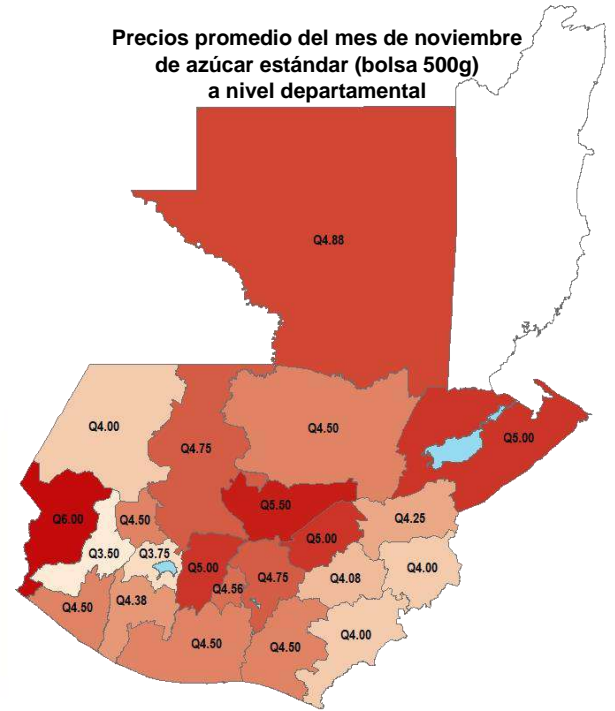 Precios promedio del mes de noviembre
de azúcar estándar (bolsa 500g)
a nivel departamental
Q4.88
Q4.00
Q4.75
Q4.50
Q5.00
Q6.00
Q4.50
Q5.50
Q4.25
Q3.50
Q3.75
Q5.00
Q5.00
Q4.75
Q4.08
Q4.00
Q4.56
Q4.50
Q4.38
Q4.50
Q4.50
Q4.00